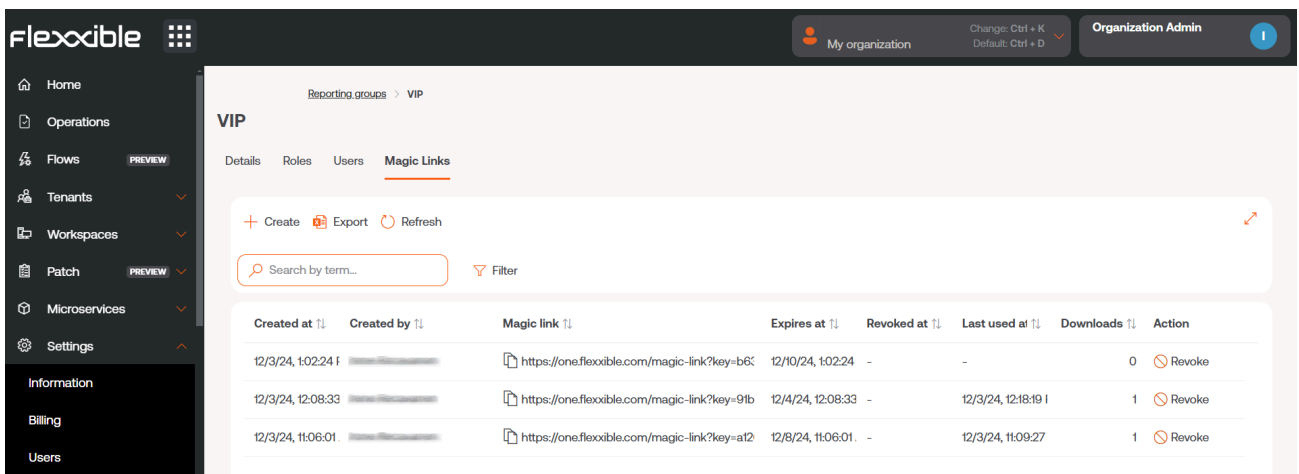 Flexxible
My organization
Change: Ctrl + K
Default: Ctrl + D
Organization Admin
I
Home
Operations
Flows PREVIEW
Tenants
Workspaces
Patch PREVIEW
Microservices
Settings
Information
Billing
Users
Reporting groups > VIP
VIP
Details Roles Users Magic Links
Create Export Refresh
Search by term... Filter
Created at Created by Magic link Expires at Revoked at Last used at Downloads Action
12/3/24, 1:02:24 https://one.flexxible.com/magic-link?key=b63 12/10/24, 1:02:24 - - 0 Revoke
12/3/24, 12:08:33 https://one.flexxible.com/magic-link?key=91b 12/4/24, 12:08:33 - 12/3/24, 12:18:19 1 Revoke
12/3/24, 11:06:01 https://one.flexxible.com/magic-link?key=a12 12/8/24, 11:06:01 - 12/3/24, 11:09:27 1 Revoke